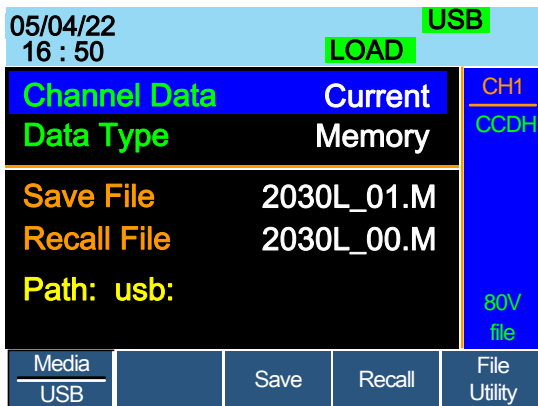 05/04/22
USB
16 : 50
LOAD
Channel Data Current
CH1
Data Type Memory
CCDH
Save File 2030L_01.M
Recall File 2030L_00.M
Path: usb:
80V
file
Media
USB
Save
Recall
File
Utility